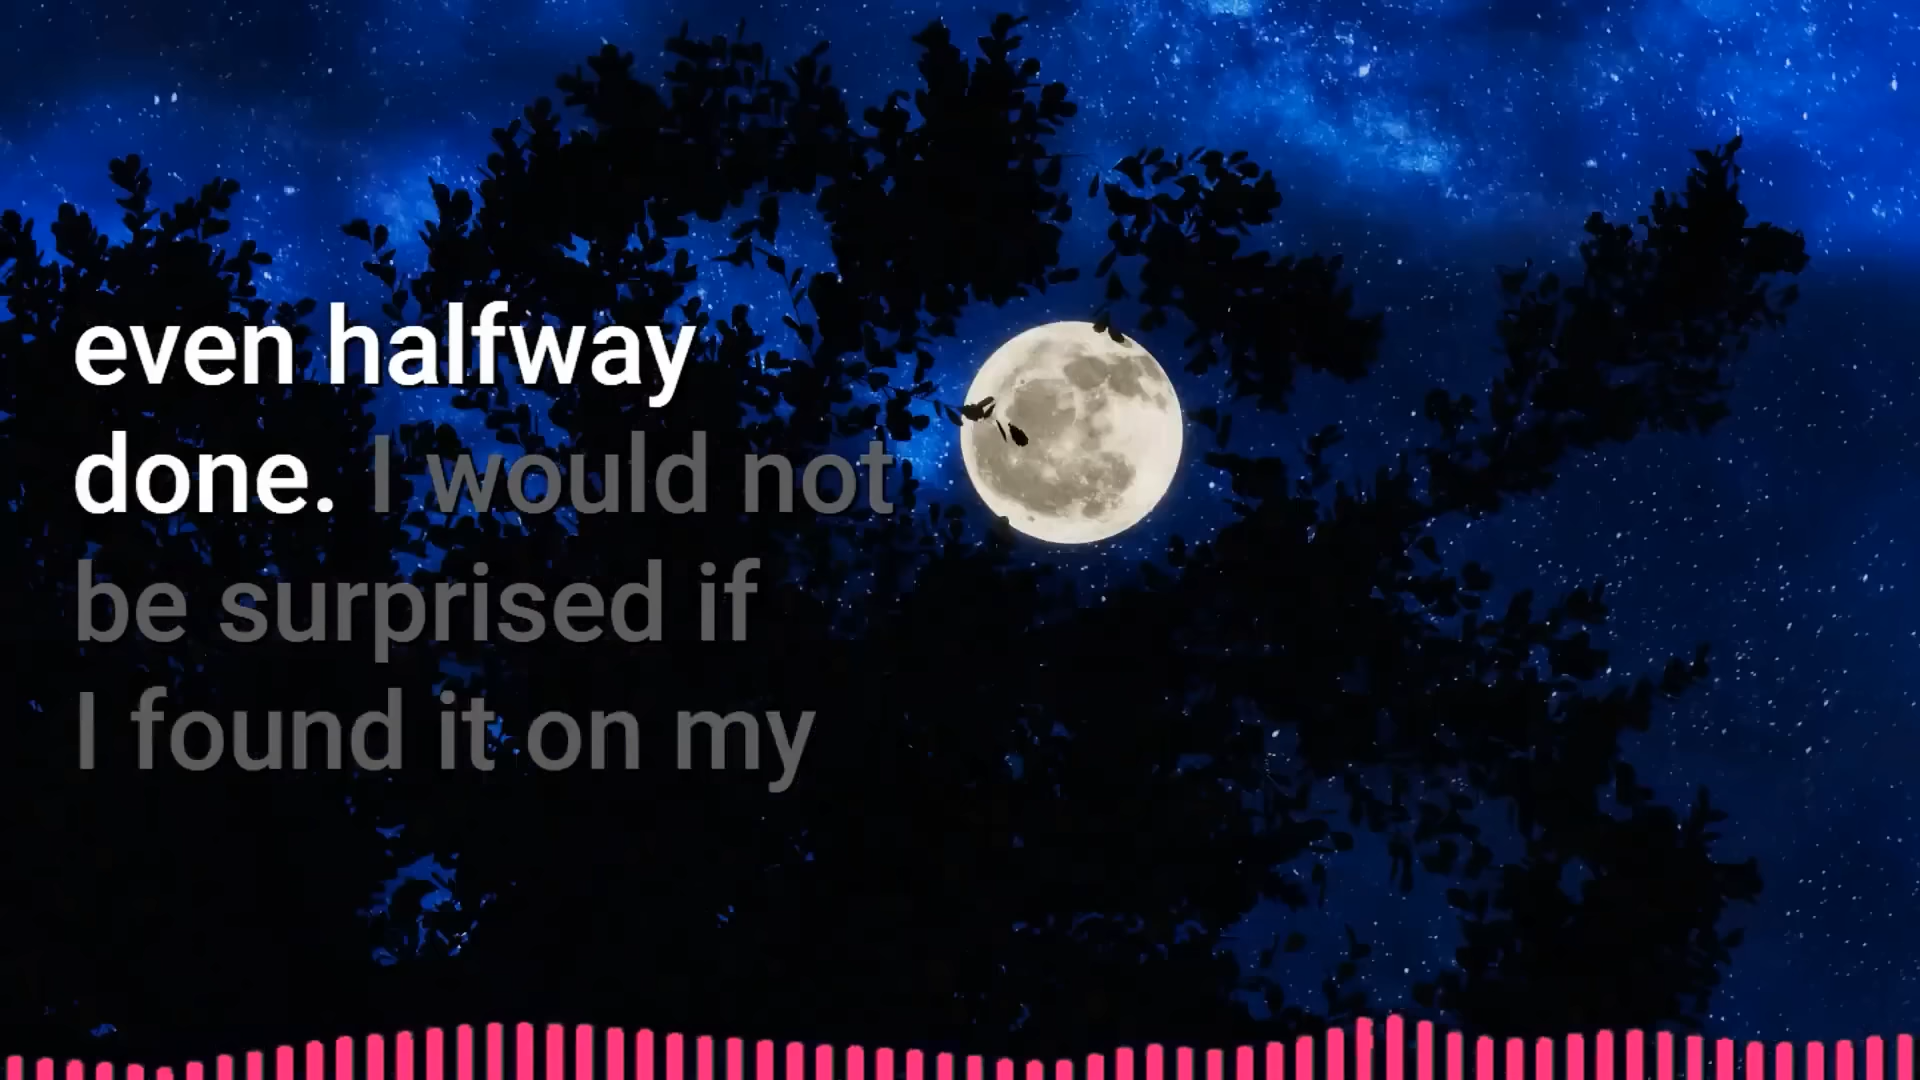 even halfway
done. I would not
be surprised if
I found it on my